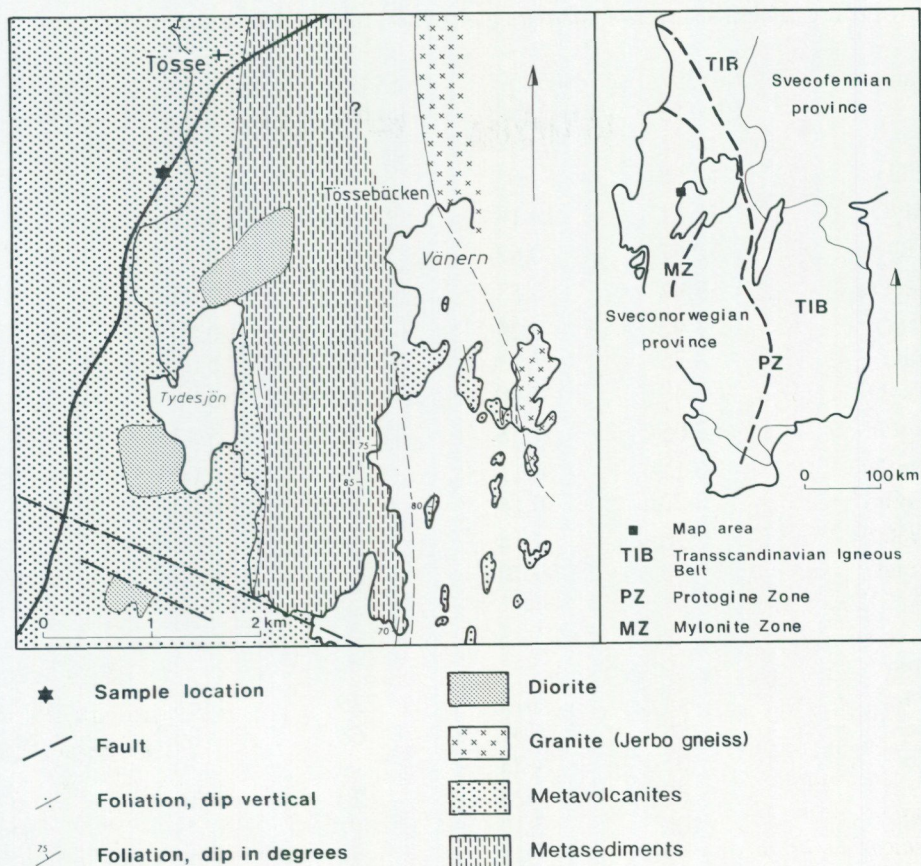 Tösse
Tössebäcken
Vänern
?
?
Tydesjön
75
85
80
70
0 1 2 km
TIB
Svecofennian
province
MZ
Sveconorwegian
province
TIB
PZ
0 100 km
Map area
TIB Transscandinavian Igneous
Belt
PZ Protogine Zone
MZ Mylonite Zone
Sample location
Fault
Foliation, dip vertical
75 Foliation, dip in degrees
Diorite
Granite (Jerbo gneiss)
Metavolcanites
Metasediments